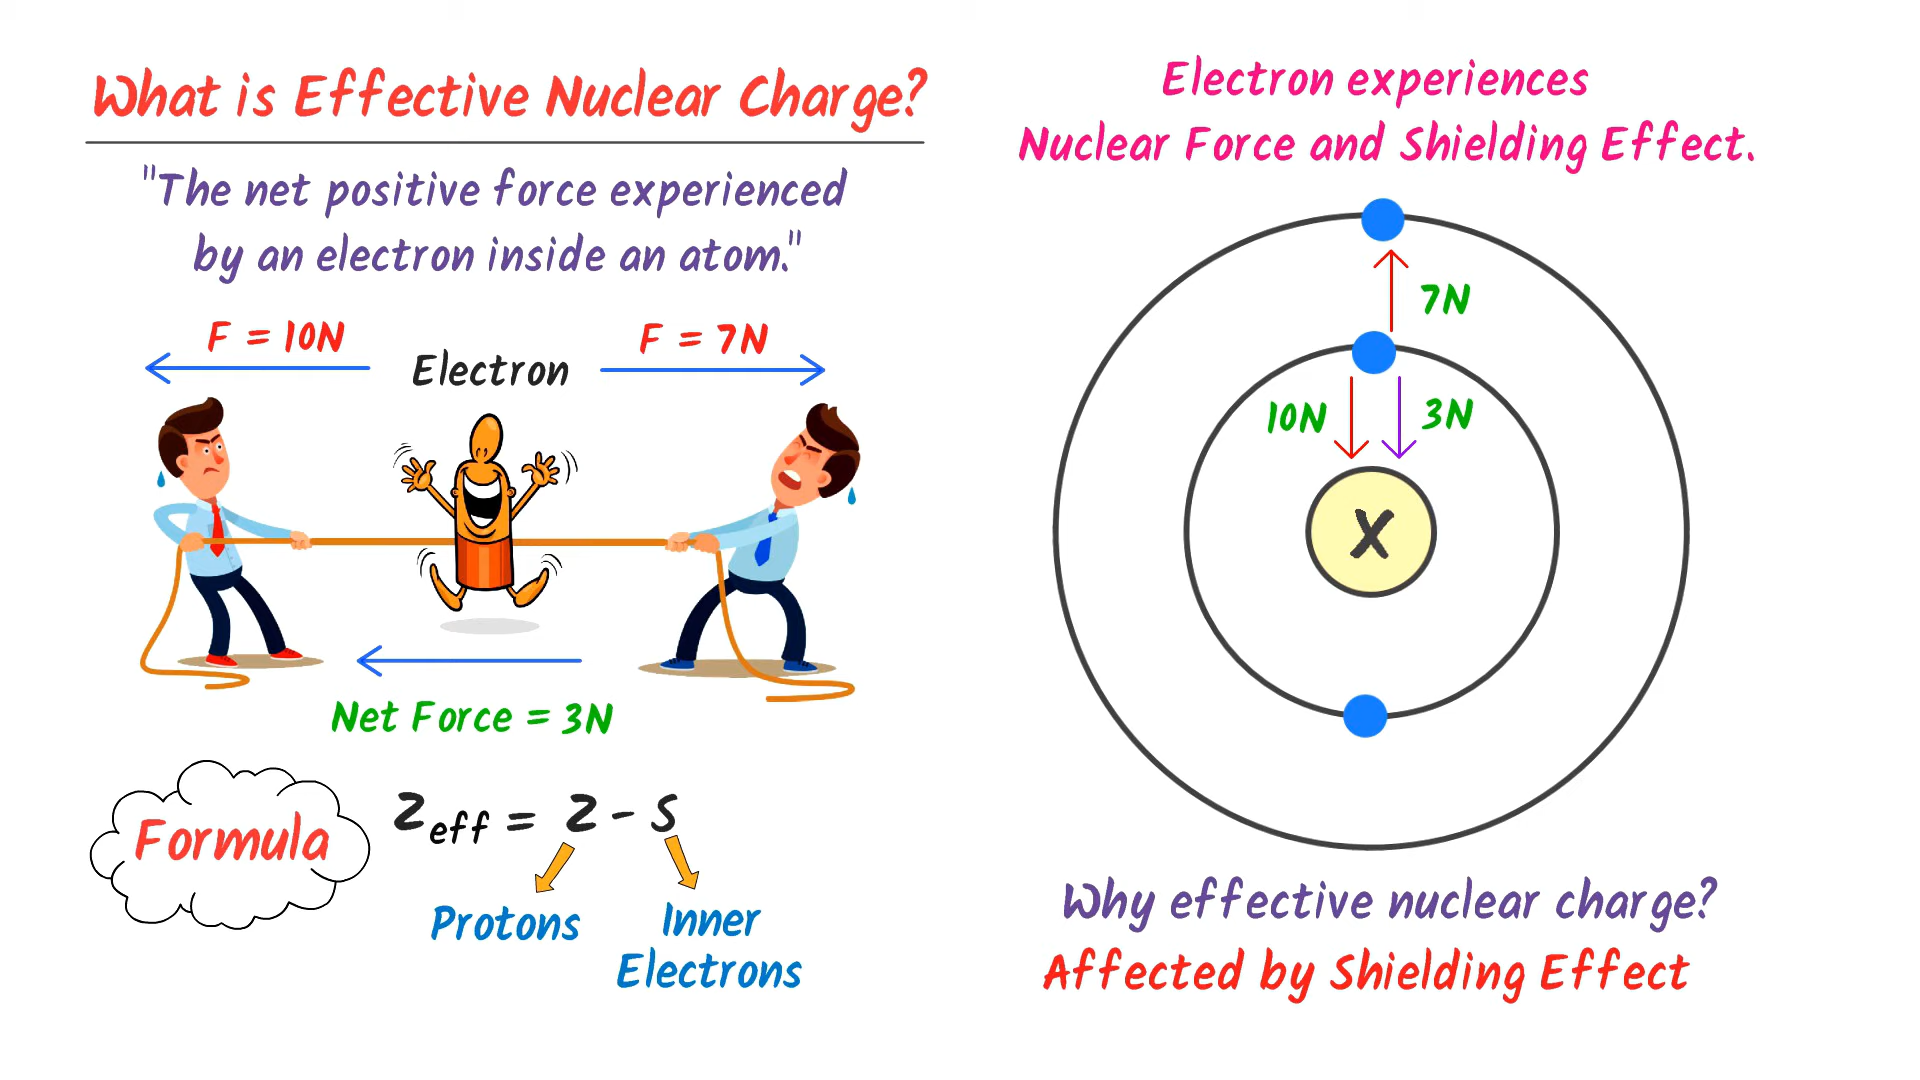 What is Effective Nuclear Charge?
"The net positive force experienced
by an electron inside an atom."
F = 10N
Electron
F = 7N
Net Force = 3N
Formula
Zeff = Z - S
Protons
Inner
Electrons
Electron experiences
Nuclear Force and Shielding Effect.
7N
10N
3N
X
Why effective nuclear charge?
Affected by Shielding Effect